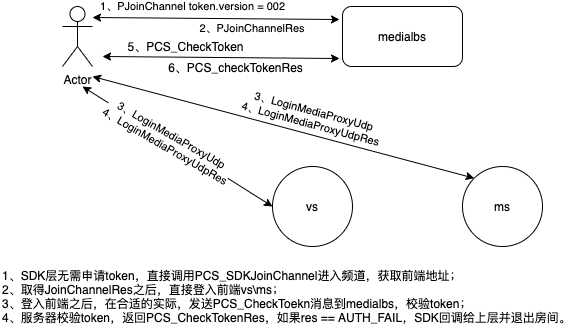 1、PJoinChannel token.version = 002
2、PJoinChannelRes
5、PCS_CheckToken
6、PCS_checkTokenRes
medialbs
Actor
3、LoginMediaProxyUdp
4、LoginMediaProxyUdpRes
3、LoginMediaProxyUdp
4、LoginMediaProxyUdpRes
vs
ms
1、SDK层无需申请token，直接调用PCS_SDKJoinChannel进入频道，获取前端地址；
2、取得JoinChannelRes之后，直接登入前端vs\ms；
3、登入前端之后，在合适的实际，发送PCS_CheckToekn消息到medialbs，校验token；
4、服务器校验token，返回PCS_CheckTokenRes，如果res == AUTH_FAIL，SDK回调给上层并退出房间。